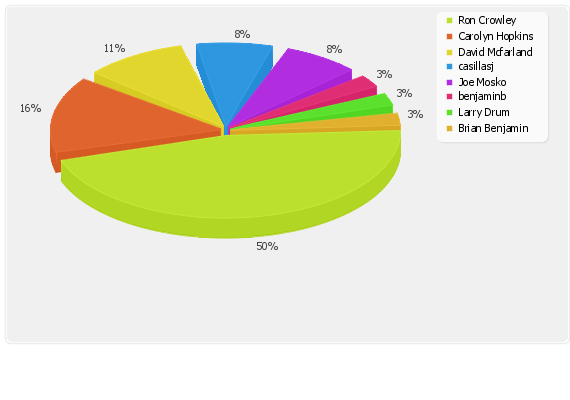 8%
8%
11%
3%
3%
3%
16%
50%
Ron Crowley
Carolyn Hopkins
David Mcfarland
casillasj
Joe Mosko
benjaminb
Larry Drum
Brian Benjamin